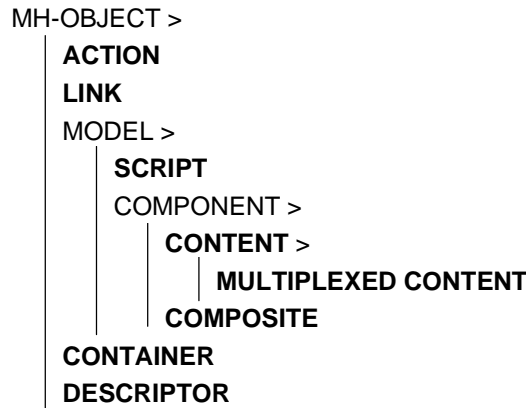 MH-OBJECT >
ACTION
LINK
MODEL >
SCRIPT
COMPONENT >
CONTENT >
MULTIPLEXED CONTENT
COMPOSITE
CONTAINER
DESCRIPTOR